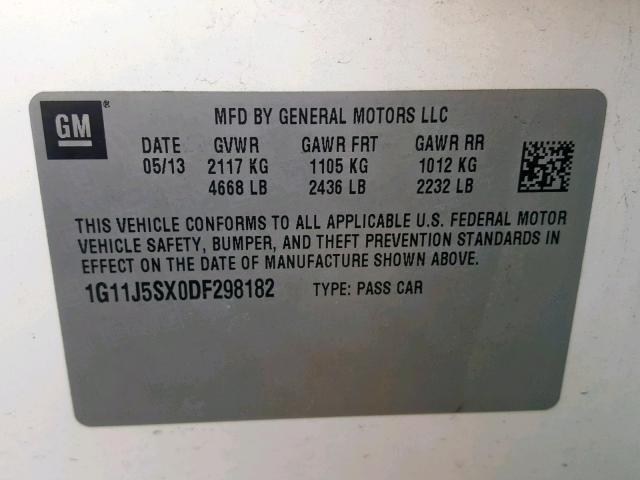 GM ®
MFD BY GENERAL MOTORS LLC
DATE GVWR GAWR FRT GAWR RR
05/13 2117 KG 1105 KG 1012 KG
4668 LB 2436 LB 2232 LB
THIS VEHICLE CONFORMS TO ALL APPLICABLE U.S. FEDERAL MOTOR
VEHICLE SAFETY, BUMPER, AND THEFT PREVENTION STANDARDS IN
EFFECT ON THE DATE OF MANUFACTURE SHOWN ABOVE.
1G11J5SX0DF298182 TYPE: PASS CAR